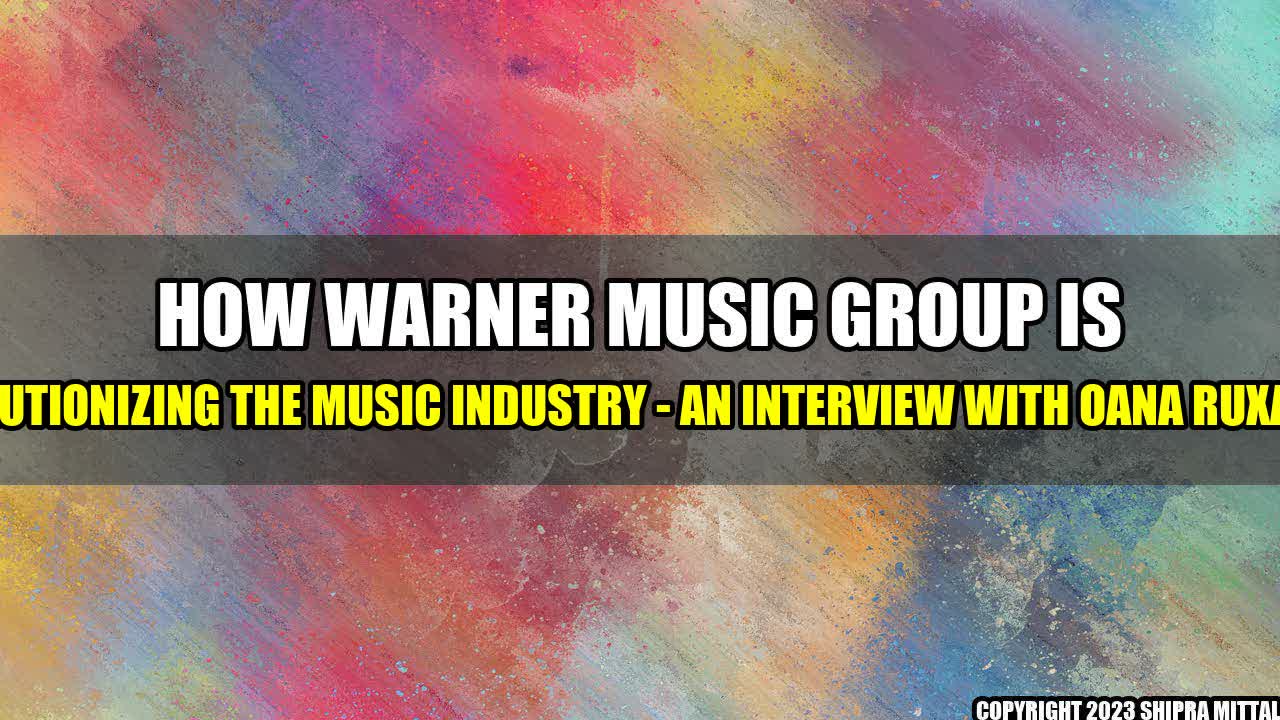 HOW WARNER MUSIC GROUP IS
UTIONIZING THE MUSIC INDUSTRY - AN INTERVIEW WITH OANA RUXA
COPYRIGHT 2023 SHIPRA MITTAL